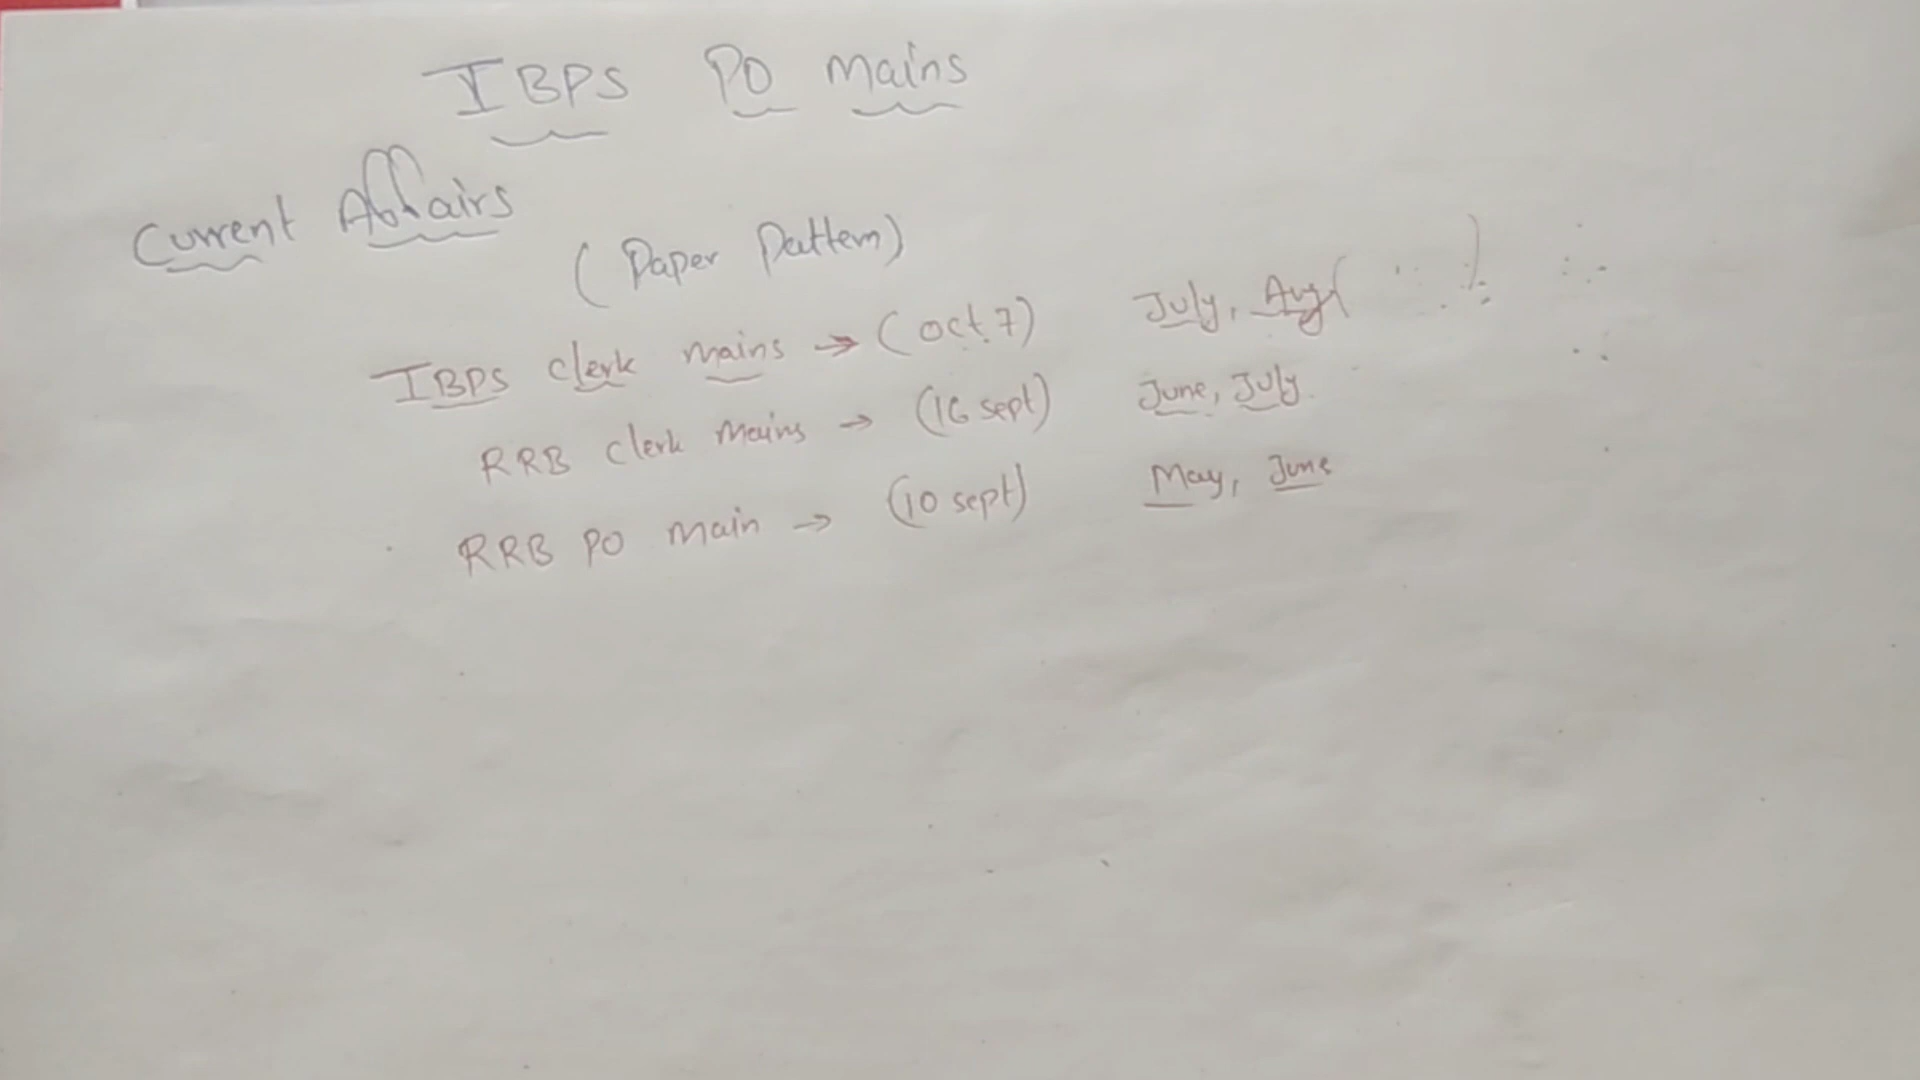 IBPS PO Mains
Current Affairs
(Paper Pattern)
IBPS clerk mains → (oct 7) July, Aug (
RRB clerk Mains → (16 sept) June, July
RRB PO main → (10 sept) May, June